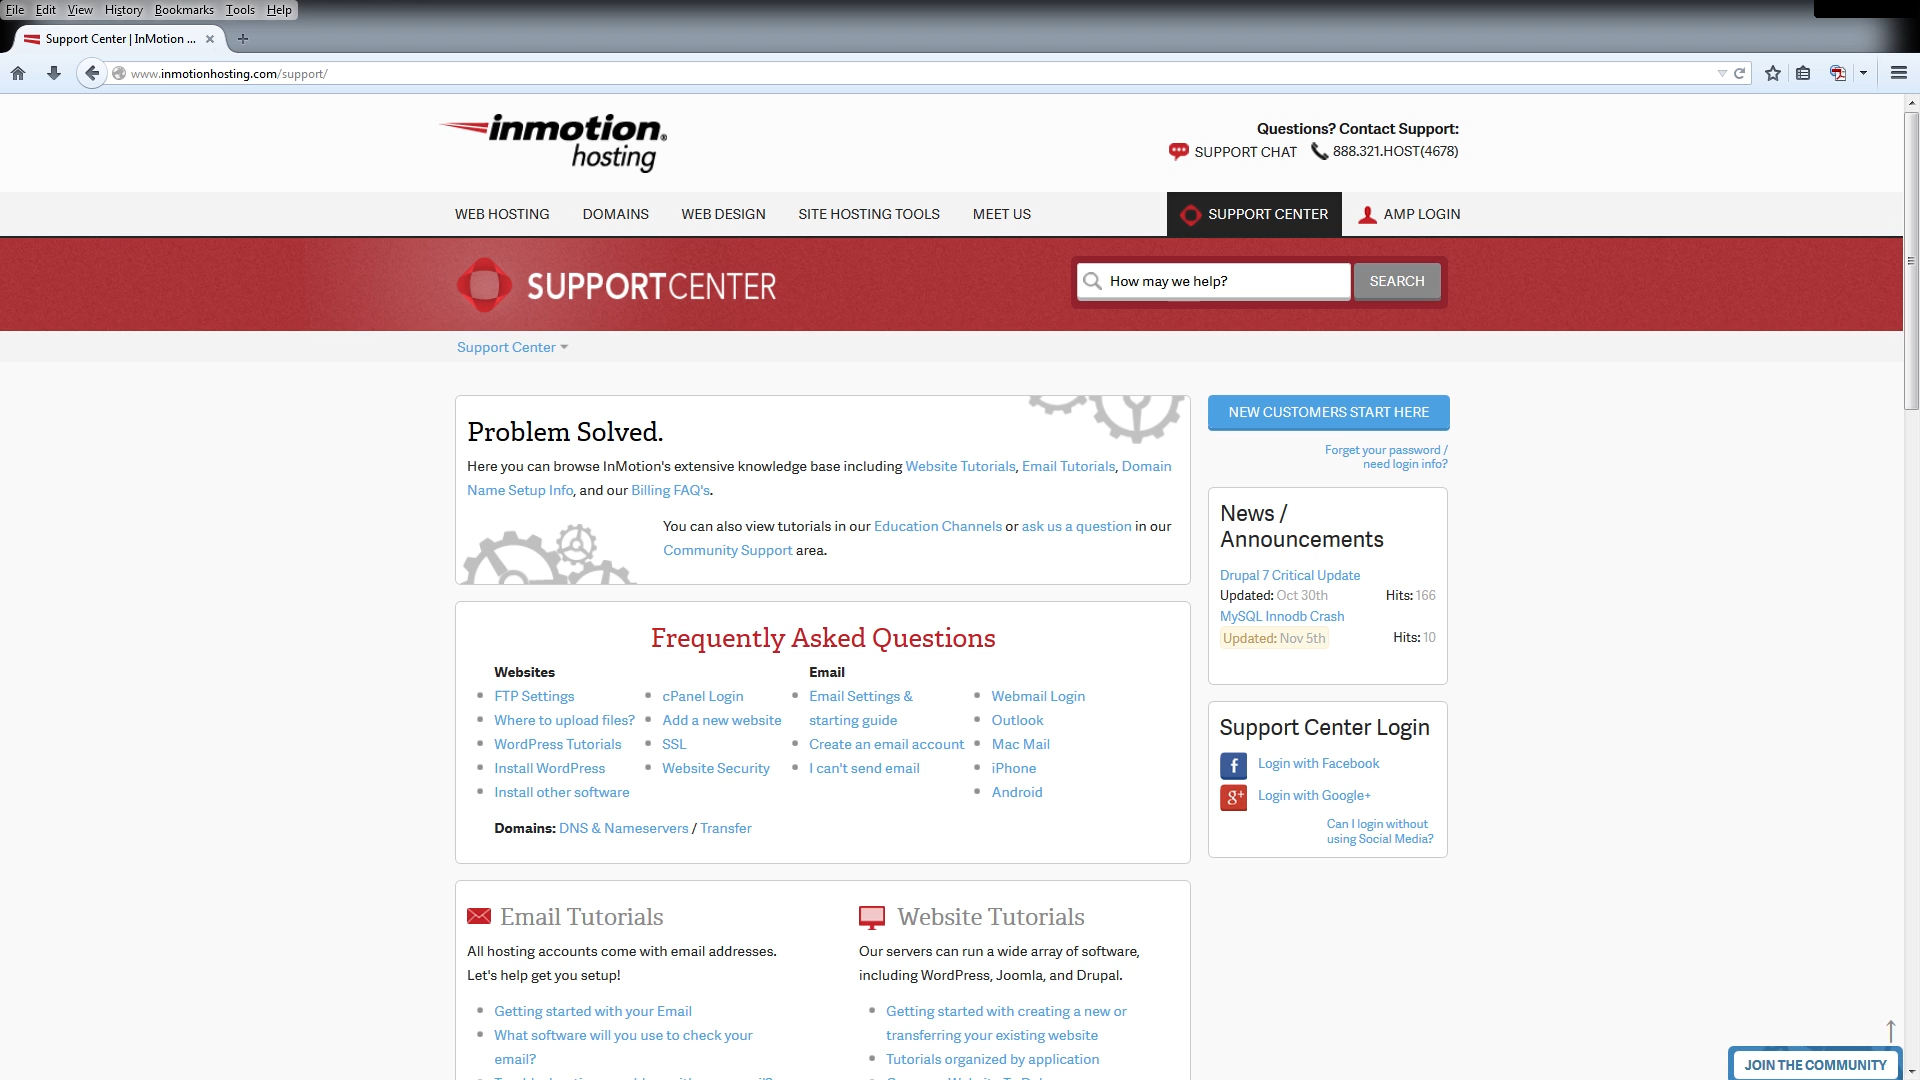 File Edit View History Bookmarks Tools Help
Support Center | InMotion ...
www.inmotionhosting.com/support/
inmotion®
hosting
Questions? Contact Support:
SUPPORT CHAT 888.321.HOST(4678)
WEB HOSTING DOMAINS WEB DESIGN SITE HOSTING TOOLS MEET US SUPPORT CENTER AMP LOGIN
SUPPORTCENTER
How may we help? SEARCH
Support Center
Problem Solved.
Here you can browse InMotion's extensive knowledge base including Website Tutorials, Email Tutorials, Domain
Name Setup Info, and our Billing FAQ's.
You can also view tutorials in our Education Channels or ask us a question in our
Community Support area.
NEW CUSTOMERS START HERE
Forget your password /
need login info?
News /
Announcements
Drupal 7 Critical Update
Updated: Oct 30th Hits: 166
MySQL Innodb Crash
Updated: Nov 5th Hits: 10
Frequently Asked Questions
Websites
FTP Settings
Where to upload files?
WordPress Tutorials
Install WordPress
Install other software
cPanel Login
Add a new website
SSL
Website Security
Email
Email Settings &
starting guide
Create an email account
I can't send email
Webmail Login
Outlook
Mac Mail
iPhone
Android
Domains: DNS & Nameservers / Transfer
Support Center Login
Login with Facebook
Login with Google+
Can I login without
using Social Media?
Email Tutorials
All hosting accounts come with email addresses.
Let's help get you setup!
Getting started with your Email
What software will you use to check your
email?
Website Tutorials
Our servers can run a wide array of software,
including WordPress, Joomla, and Drupal.
Getting started with creating a new or
transferring your existing website
Tutorials organized by application
JOIN THE COMMUNITY